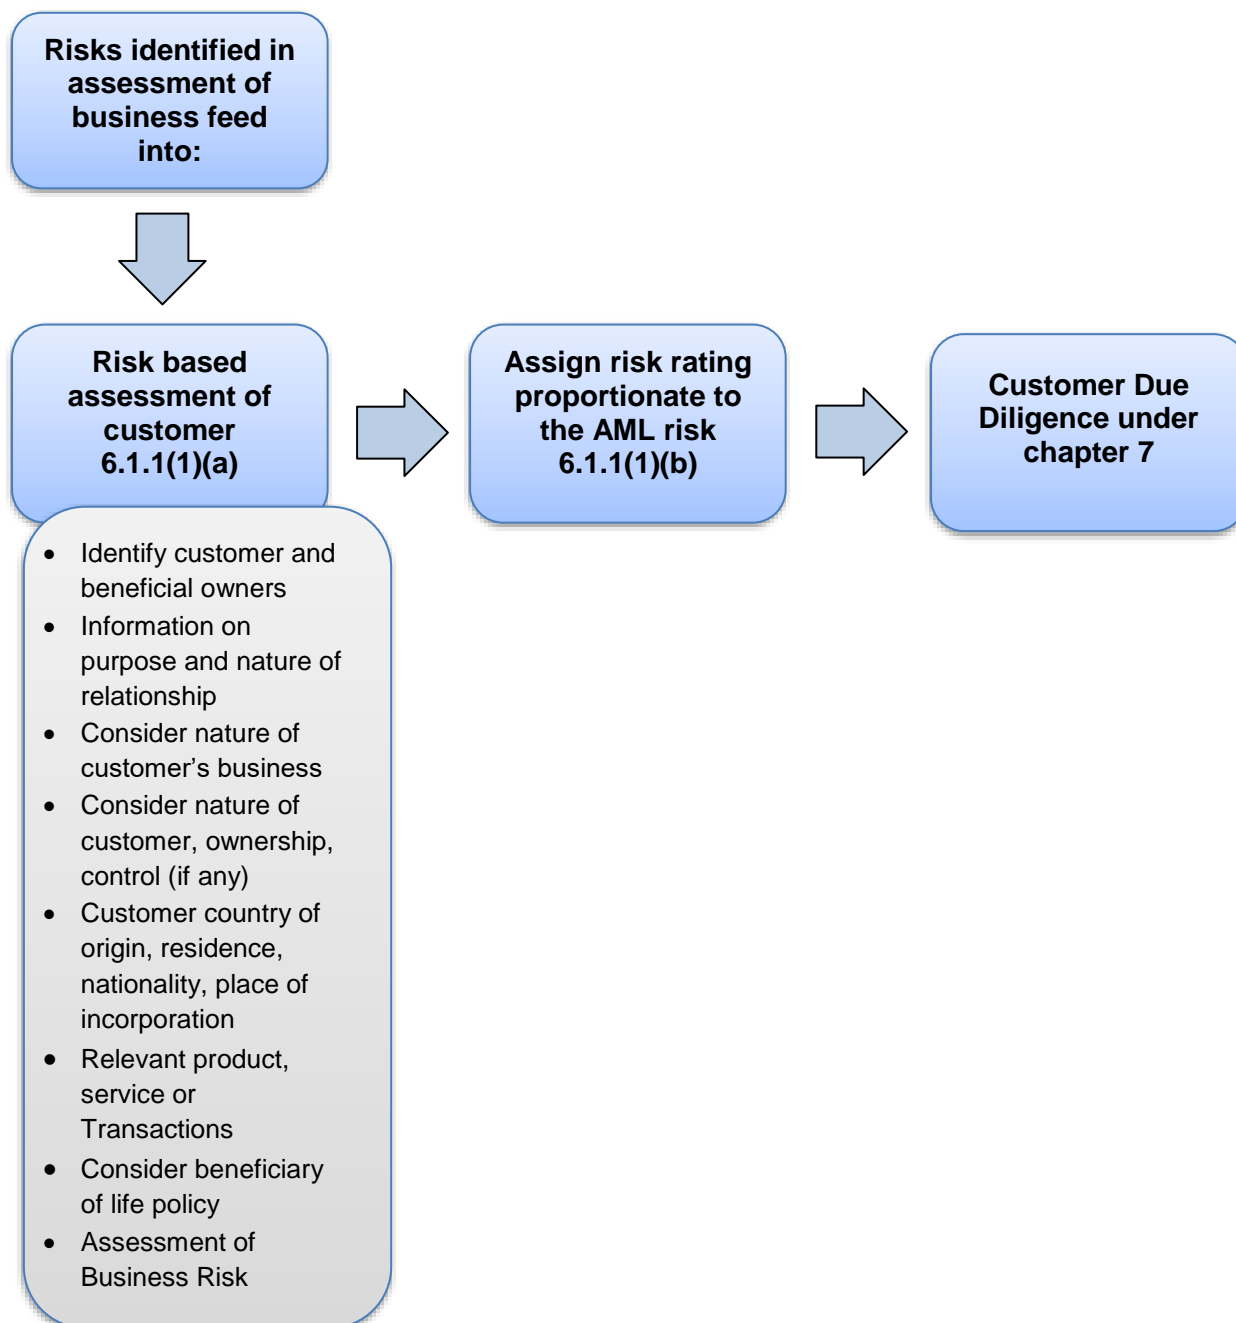 Risks identified in
assessment of
business feed
into:
Risk based
assessment of
customer
6.1.1(1)(a)
Assign risk rating
proportionate to
the AML risk
6.1.1(1)(b)
Customer Due
Diligence under
chapter 7
• Identify customer and
beneficial owners
• Information on
purpose and nature of
relationship
• Consider nature of
customer’s business
• Consider nature of
customer, ownership,
control (if any)
• Customer country of
origin, residence,
nationality, place of
incorporation
• Relevant product,
service or
Transactions
• Consider beneficiary
of life policy
• Assessment of
Business Risk